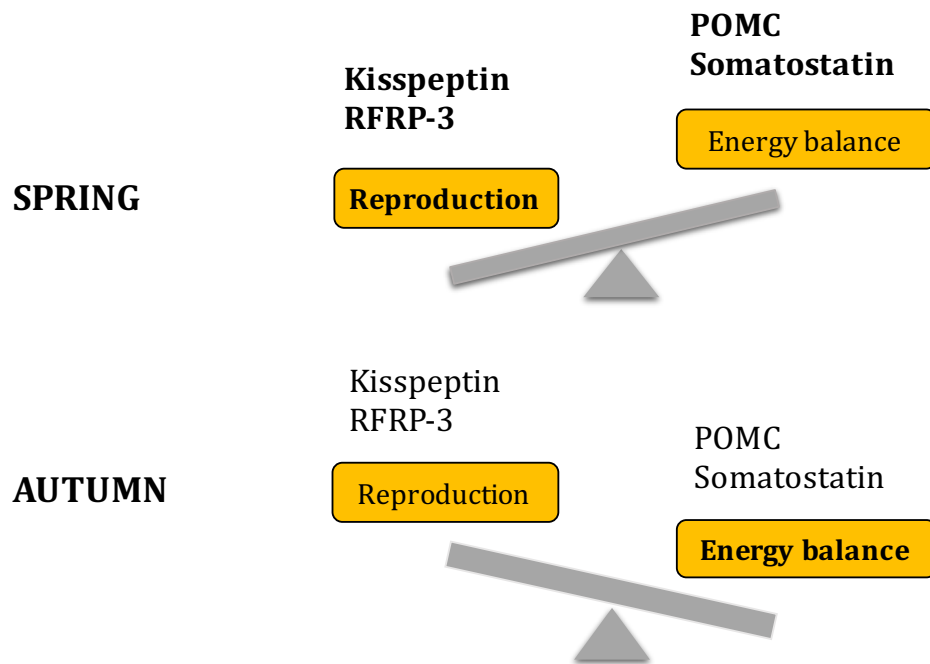 POMC
Somatostatin
Kisspeptin
RFRP-3
Energy balance
SPRING
Reproduction
Kisspeptin
RFRP-3
POMC
Somatostatin
AUTUMN
Reproduction
Energy balance